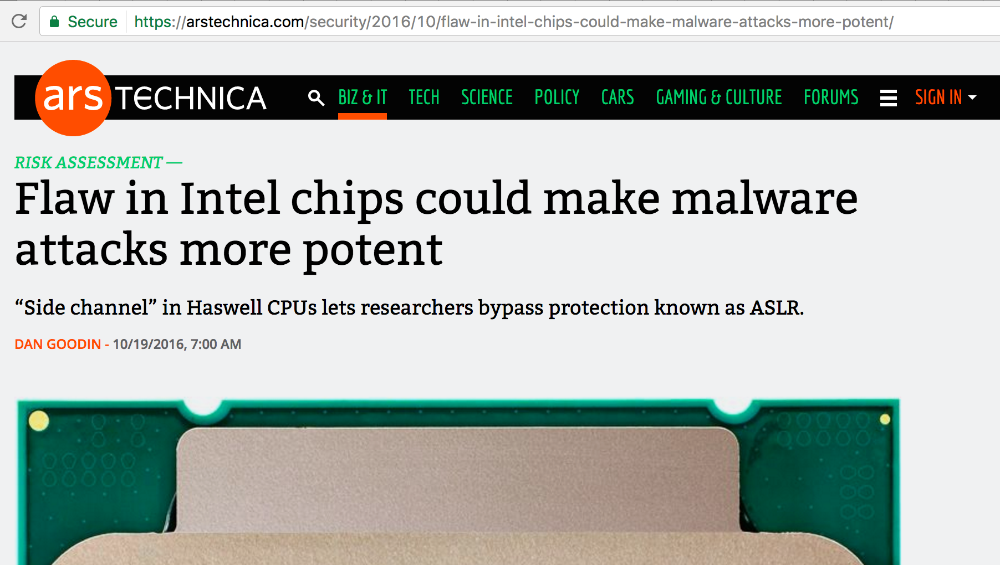 Secure https://arstechnica.com/security/2016/10/flaw-in-intel-chips-could-make-malware-attacks-more-potent/
ars TECHNICA BIZ & IT TECH SCIENCE POLICY CARS GAMING & CULTURE FORUMS SIGN IN
RISK ASSESSMENT —
Flaw in Intel chips could make malware
attacks more potent
“Side channel” in Haswell CPUs lets researchers bypass protection known as ASLR.
DAN GOODIN - 10/19/2016, 7:00 AM